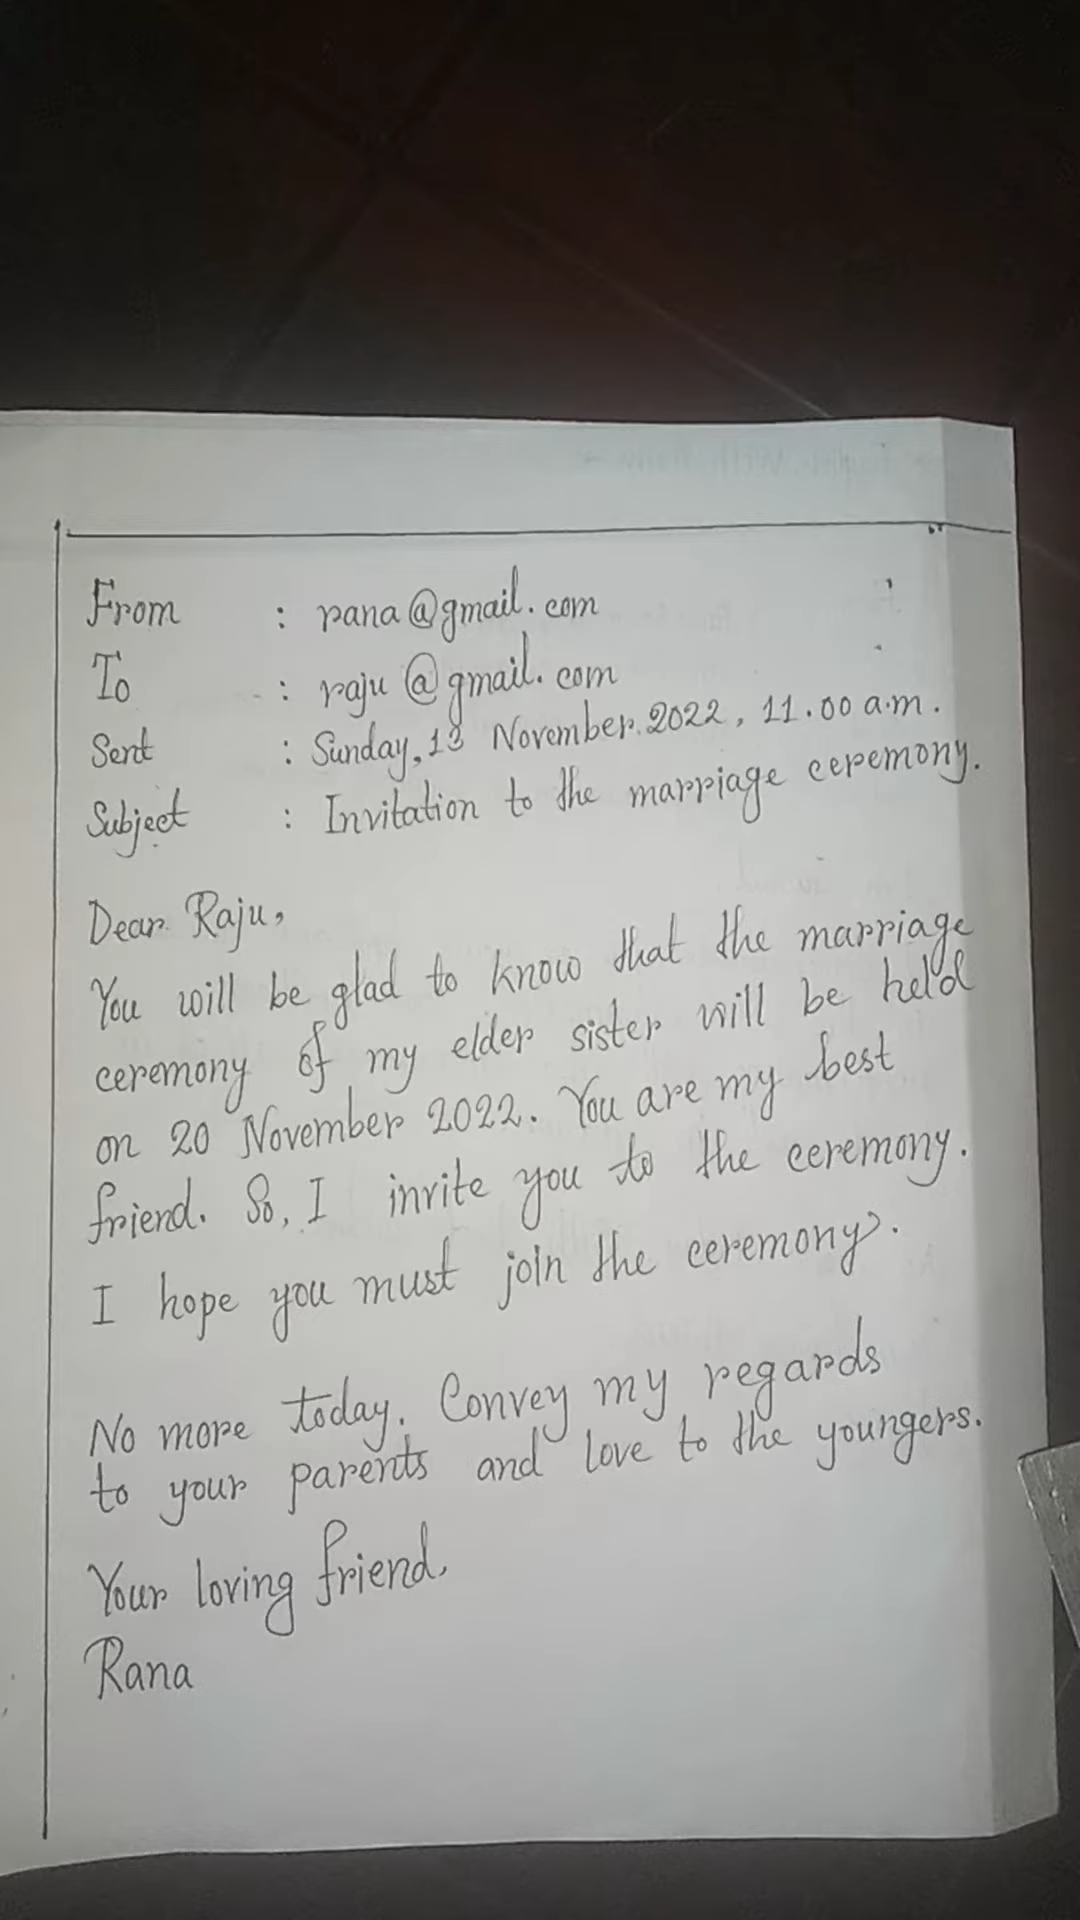 From : rana@gmail.com
To : raju@gmail.com
Sent : Sunday, 13 November. 2022, 11.00 a.m.
Subject : Invitation to the marriage ceremony.
Dear Raju,
You will be glad to know that the marriage
ceremony of my elder sister will be held
on 20 November 2022. You are my best
friend. So, I invite you to the ceremony.
I hope you must join the ceremony.
No more today. Convey my regards
to your parents and love to the youngers.
Your loving friend,
Rana